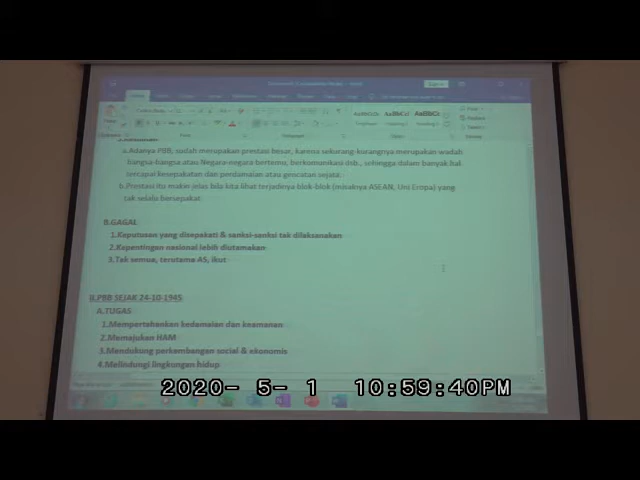 a.Adanya PBB, sudah merupakan prestasi besar, karena sekurang-kurangnya merupakan wadah
bangsa-bangsa atau Negara-negara bertemu, berkomunikasi dsb., sehingga dalam banyak hal
tercapai kesepakatan dan perdamaian atau gencatan senjata.
b.Prestasi itu makin jelas bila kita lihat terjadinya blok-blok (misalnya ASEAN, Uni Eropa) yang
tak selalu bersepakat
B.GAGAL
1.Keputusan yang disepakati & sanksi-sanksi tak dilaksanakan
2.Kepentingan nasional lebih diutamakan
3.Tak semua, terutama AS, ikut
II.PBB SEJAK 24-10-1945
A.TUGAS
1.Mempertahankan kedamaian dan keamanan
2.Memajukan HAM
3.Mendukung perkembangan social & ekonomis
4.Melindungi lingkungan hidup
2020- 5- 1 10:59:40PM